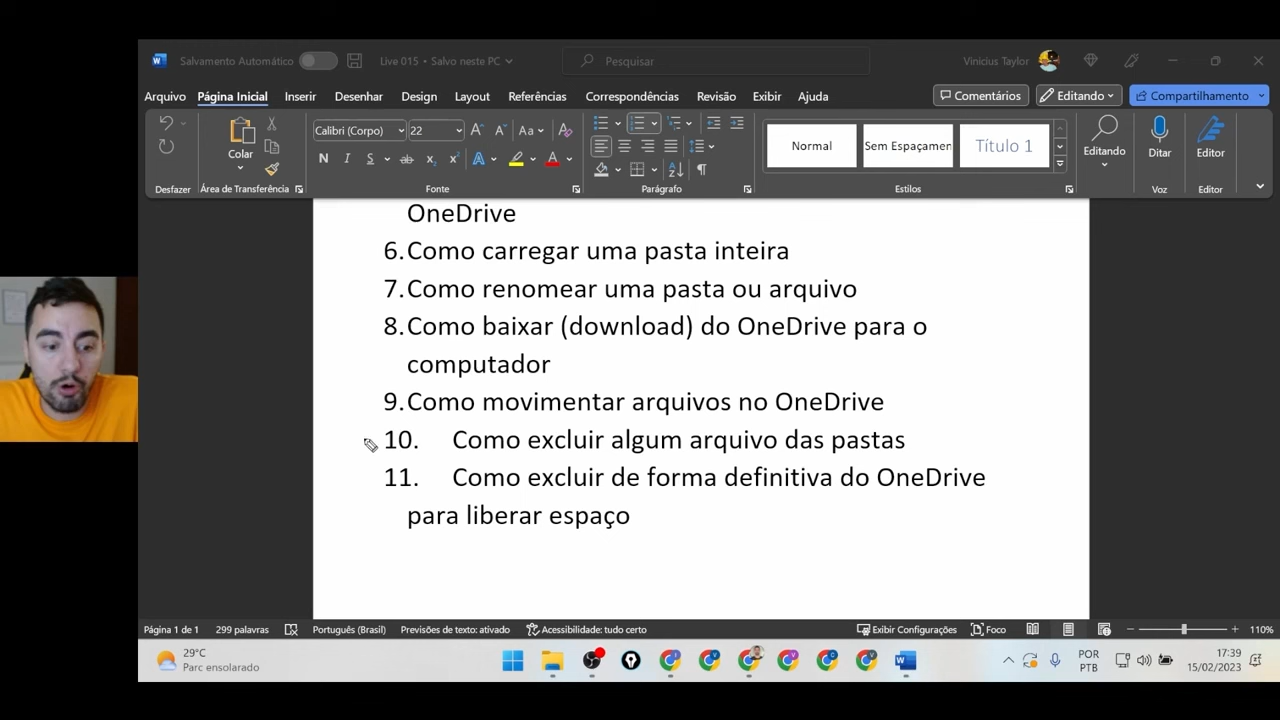 Salvamento Automático
Live 015 • Salvo neste PC
Pesquisar
Vinicius Taylor
Arquivo Página Inicial Inserir Desenhar Design Layout Referências Correspondências Revisão Exibir Ajuda
Comentários Editando Compartilhamento
Calibri (Corpo) 22
Colar
Normal Sem Espaçamen Título 1
Editando Ditar Editor
Desfazer Área de Transferência Fonte Parágrafo Estilos Voz Editor
OneDrive
6. Como carregar uma pasta inteira
7. Como renomear uma pasta ou arquivo
8. Como baixar (download) do OneDrive para o
computador
9. Como movimentar arquivos no OneDrive
10. Como excluir algum arquivo das pastas
11. Como excluir de forma definitiva do OneDrive
para liberar espaço
Página 1 de 1 299 palavras Português (Brasil) Previsões de texto: ativado Acessibilidade: tudo certo Exibir Configurações Foco 110%
29°C
Parc ensolarado
POR
PTB
17:39
15/02/2023